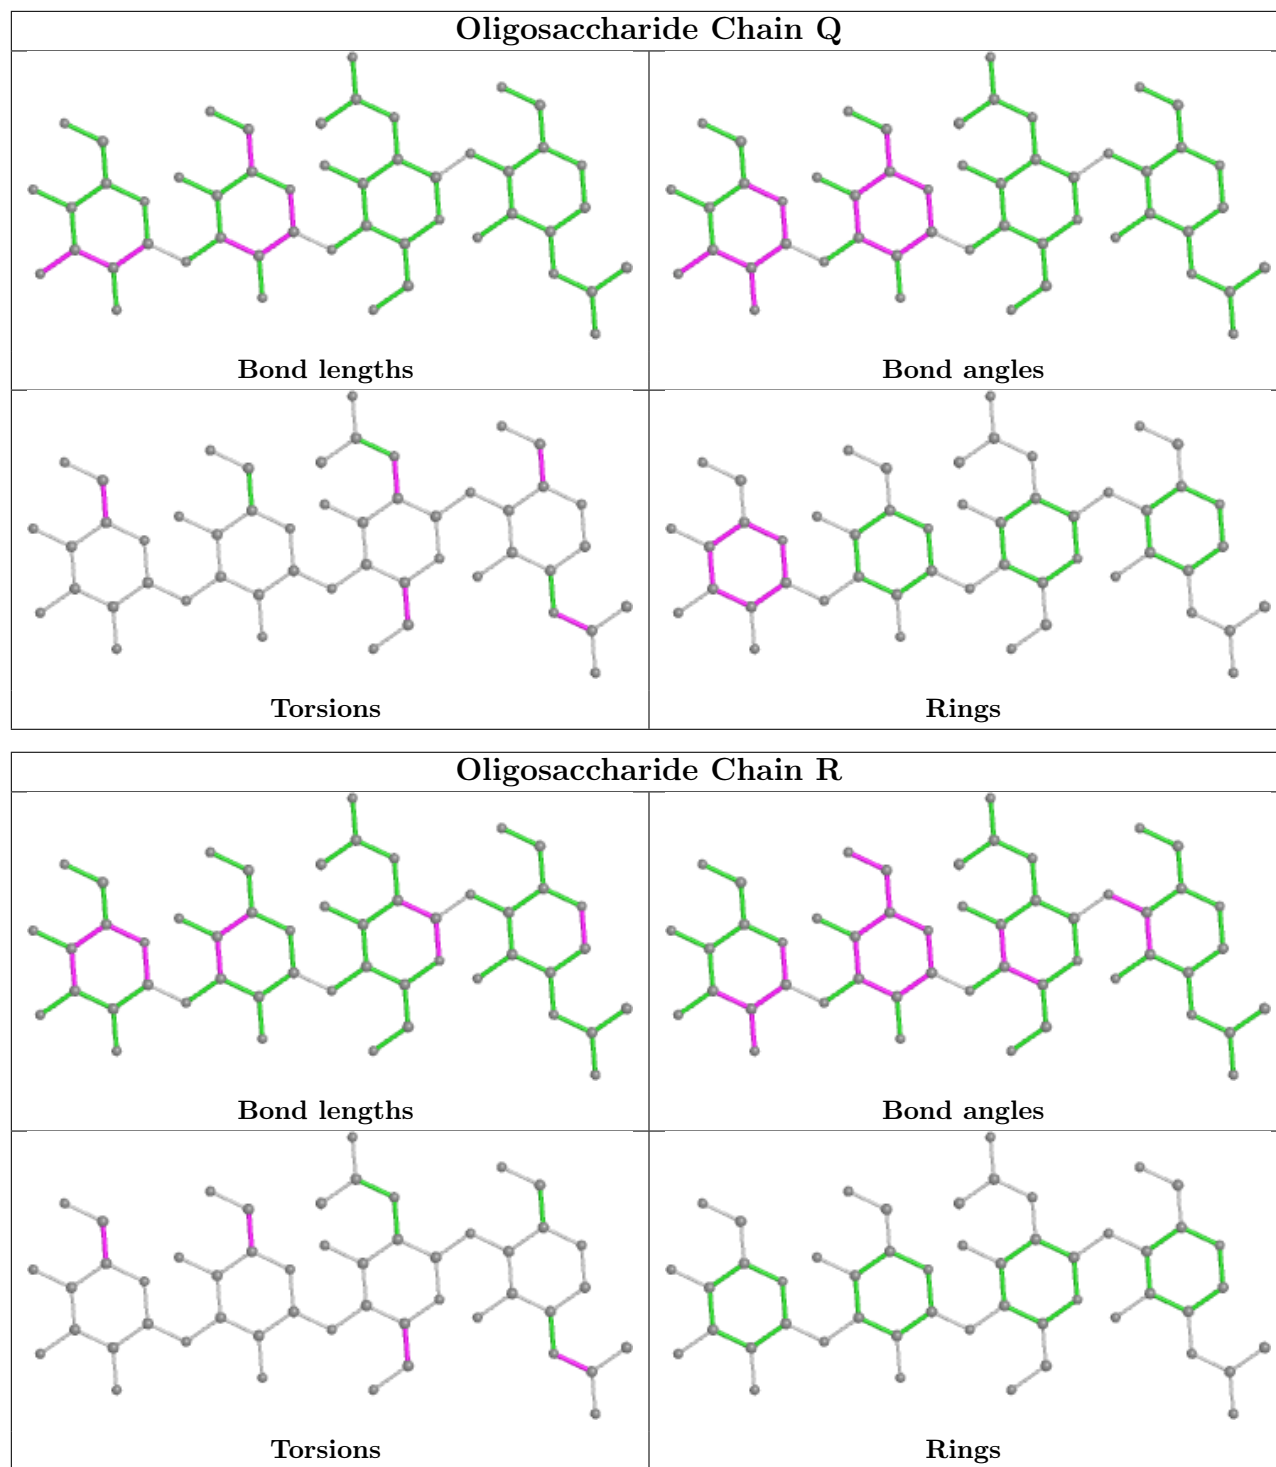 Oligosaccharide Chain Q
Bond lengths
Bond angles
Torsions
Rings
Oligosaccharide Chain R
Bond lengths
Bond angles
Torsions
Rings